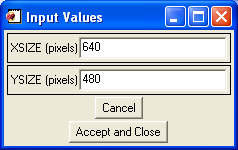 Input Values
XSIZE (pixels) 640
YSIZE (pixels) 480
Cancel
Accept and Close